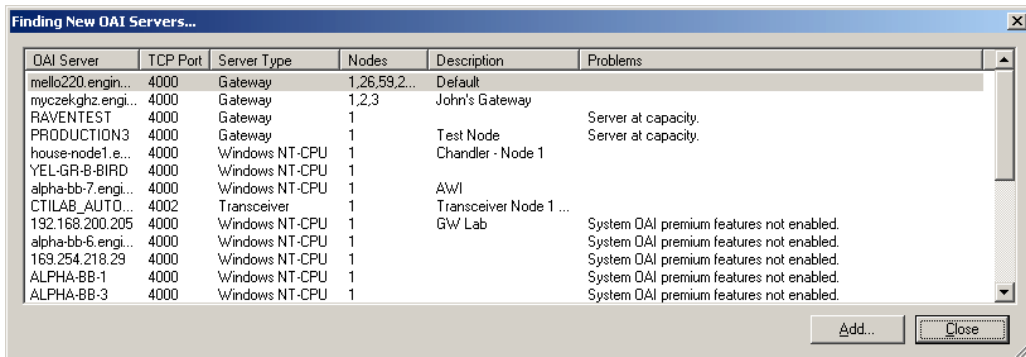 Finding New OAI Servers...
OAI Server TCP Port Server Type Nodes Description Problems
mello220.engin... 4000 Gateway 1,26,59,2... Default
myczekghz.engi... 4000 Gateway 1,2,3 John's Gateway
RAVENTEST 4000 Gateway 1 Server at capacity.
PRODUCTION3 4000 Gateway 1 Test Node Server at capacity.
house-node1.e... 4000 Windows NT-CPU 1 Chandler - Node 1
YEL-GR-B-BIRD 4000 Windows NT-CPU 1
alpha-bb-7.engi... 4000 Windows NT-CPU 1 AWI
CTILAB_AUTO... 4002 Transceiver 1 Transceiver Node 1 ...
192.168.200.205 4000 Windows NT-CPU 1 GW Lab System OAI premium features not enabled.
alpha-bb-6.engi... 4000 Windows NT-CPU 1 System OAI premium features not enabled.
169.254.218.29 4000 Windows NT-CPU 1 System OAI premium features not enabled.
ALPHA-BB-1 4000 Windows NT-CPU 1 System OAI premium features not enabled.
ALPHA-BB-3 4000 Windows NT-CPU 1 System OAI premium features not enabled.
Add... Close